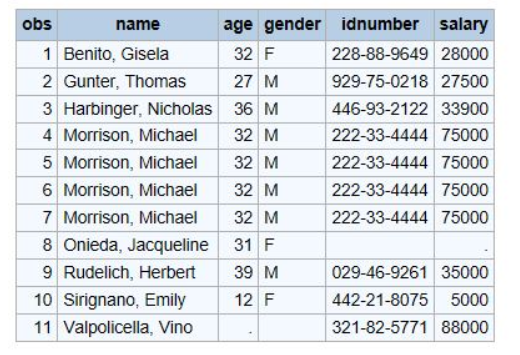 obs name age gender idnumber salary
1 Benito, Gisela 32 F 228-88-9649 28000
2 Gunter, Thomas 27 M 929-75-0218 27500
3 Harbinger, Nicholas 36 M 446-93-2122 33900
4 Morrison, Michael 32 M 222-33-4444 75000
5 Morrison, Michael 32 M 222-33-4444 75000
6 Morrison, Michael 32 M 222-33-4444 75000
7 Morrison, Michael 32 M 222-33-4444 75000
8 Onieda, Jacqueline 31 F .
9 Rudelich, Herbert 39 M 029-46-9261 35000
10 Sirignano, Emily 12 F 442-21-8075 5000
11 Valpolicella, Vino . 321-82-5771 88000